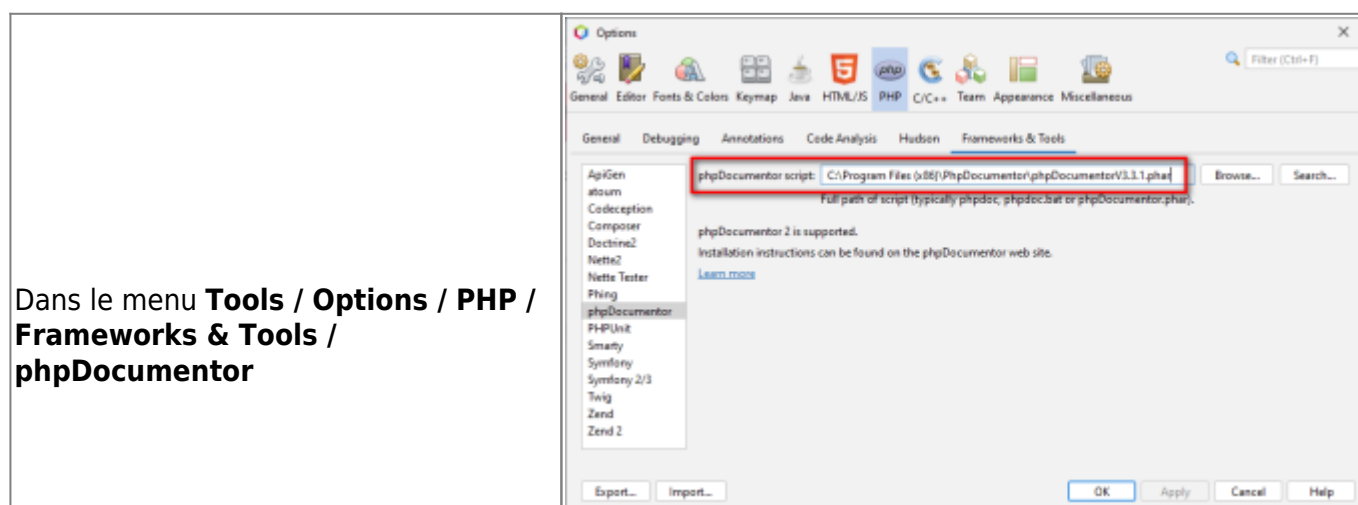 Dans le menu Tools / Options / PHP /
Frameworks & Tools /
phpDocumentor
Options
Filter (Ctrl+F)
General Editor Fonts & Colors Keymap Java HTML/JS PHP C/C++ Team Appearance Miscellaneous
General Debugging Annotations Code Analysis Hudson Frameworks & Tools
ApiGen
atoum
Codeception
Composer
Doctrine2
Nette2
Nette Tester
Phing
phpDocumentor
PHPUnit
Smarty
Symfony
Symfony 2/3
Twig
Zend
Zend 2
phpDocumentor script: C:\Program Files (x86)\PhpDocumentor\phpDocumentorV3.3.1.phar Browse... Search...
Full path of script (typically phpdoc, phpdoc.bat or phpDocumentor.phar).
phpDocumentor 2 is supported.
Installation instructions can be found on the phpDocumentor web site.
Learn more
Export... Import... OK Apply Cancel Help